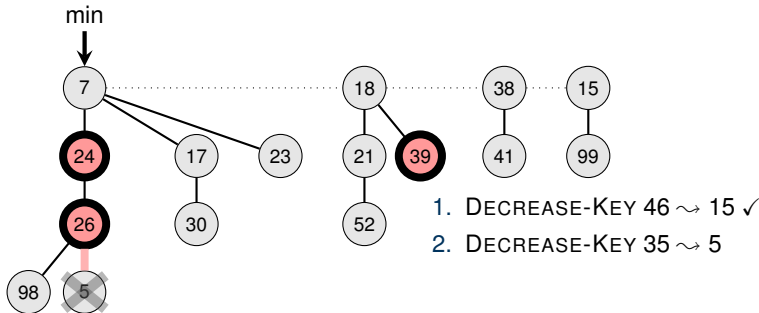 min
7 18 38 15
24 17 23 21 39 41 99
26 30 52
1. DECREASE-KEY 46 ⤳ 15 ✓
2. DECREASE-KEY 35 ⤳ 5
98 5